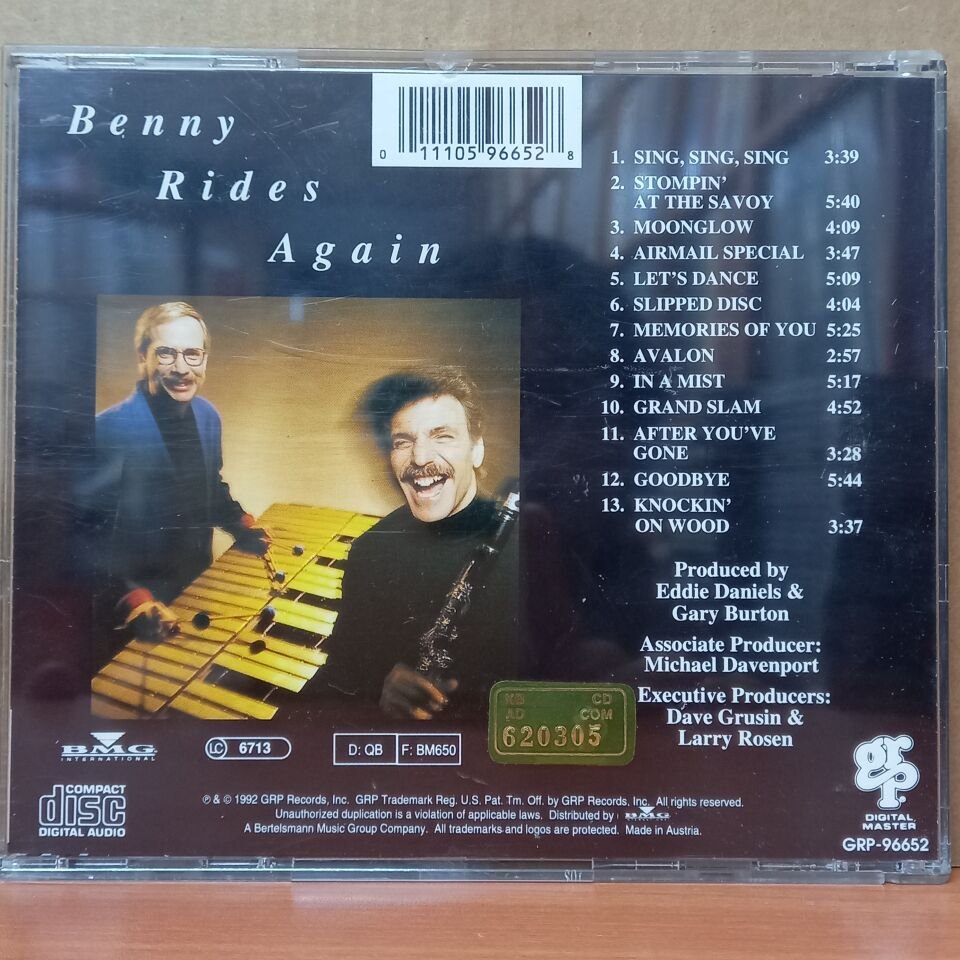 Benny
Rides
Again
0 11105 96652 8
1. SING, SING, SING 3:39
2. STOMPIN'
AT THE SAVOY 5:40
3. MOONGLOW 4:09
4. AIRMAIL SPECIAL 3:47
5. LET'S DANCE 5:09
6. SLIPPED DISC 4:04
7. MEMORIES OF YOU 5:25
8. AVALON 2:57
9. IN A MIST 5:17
10. GRAND SLAM 4:52
11. AFTER YOU'VE
GONE 3:28
12. GOODBYE 5:44
13. KNOCKIN'
ON WOOD 3:37
Produced by
Eddie Daniels &
Gary Burton
Associate Producer:
Michael Davenport
Executive Producers:
Dave Grusin &
Larry Rosen
KB CD
AD COM
620305
BMG
INTERNATIONAL
LC 6713
D: QB F: BM650
COMPACT
disc
DIGITAL AUDIO
℗ & © 1992 GRP Records, Inc. GRP Trademark Reg. U.S. Pat. Tm. Off. by GRP Records, Inc. All rights reserved.
Unauthorized duplication is a violation of applicable laws. Distributed by BMG
A Bertelsmann Music Group Company. All trademarks and logos are protected. Made in Austria.
grp
DIGITAL
MASTER
GRP-96652